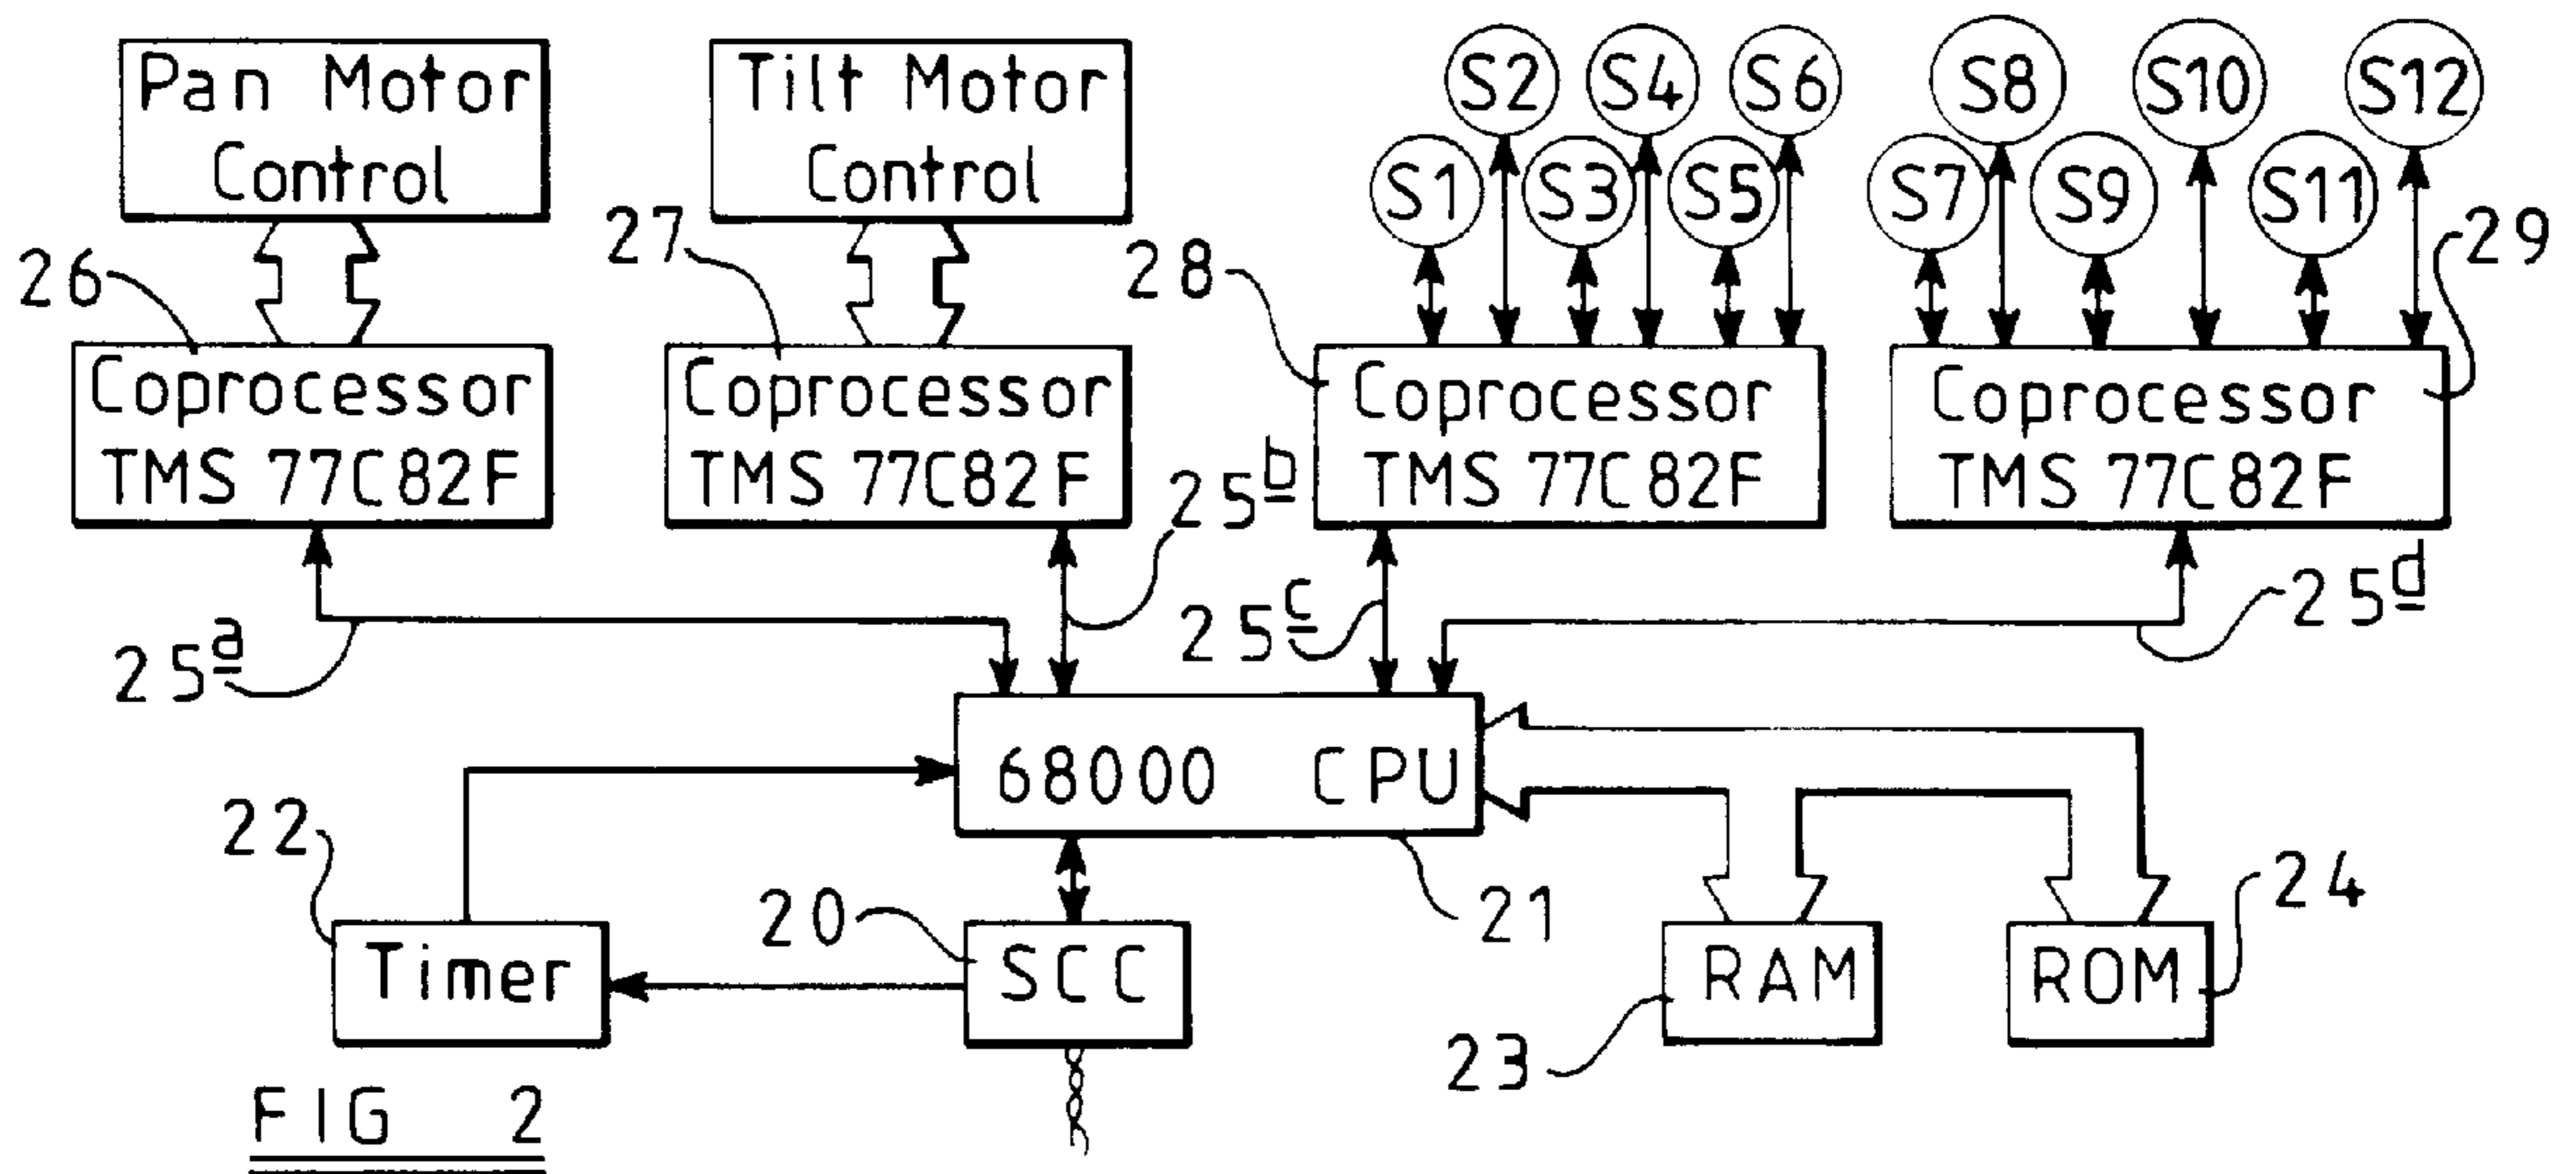 Pan Motor
Control
Tilt Motor
Control
S2
S4
S6
S8
S10
S12
S1
S3
S5
S7
S9
S11
26
27
28
29
Coprocessor
TMS 77C82F
Coprocessor
TMS 77C82F
Coprocessor
TMS 77C82F
Coprocessor
TMS 77C82F
25a
25b
25c
25d
68000 CPU
22
20
21
24
Timer
SCC
RAM
ROM
23
FIG 2